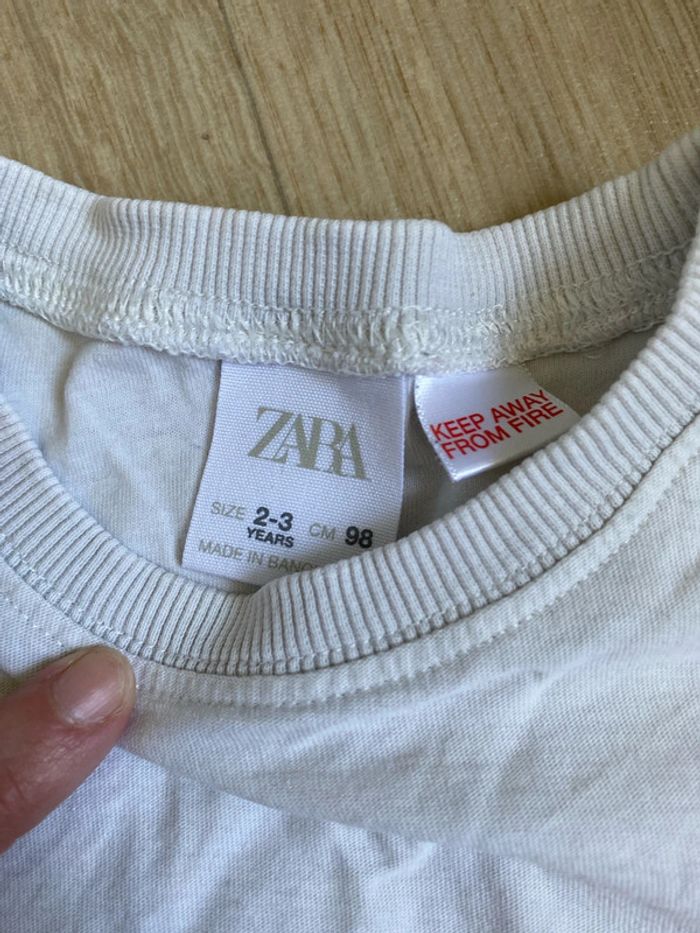 ZARA
SIZE 2-3 YEARS CM 98
MADE IN
KEEP AWAY
FROM FIRE